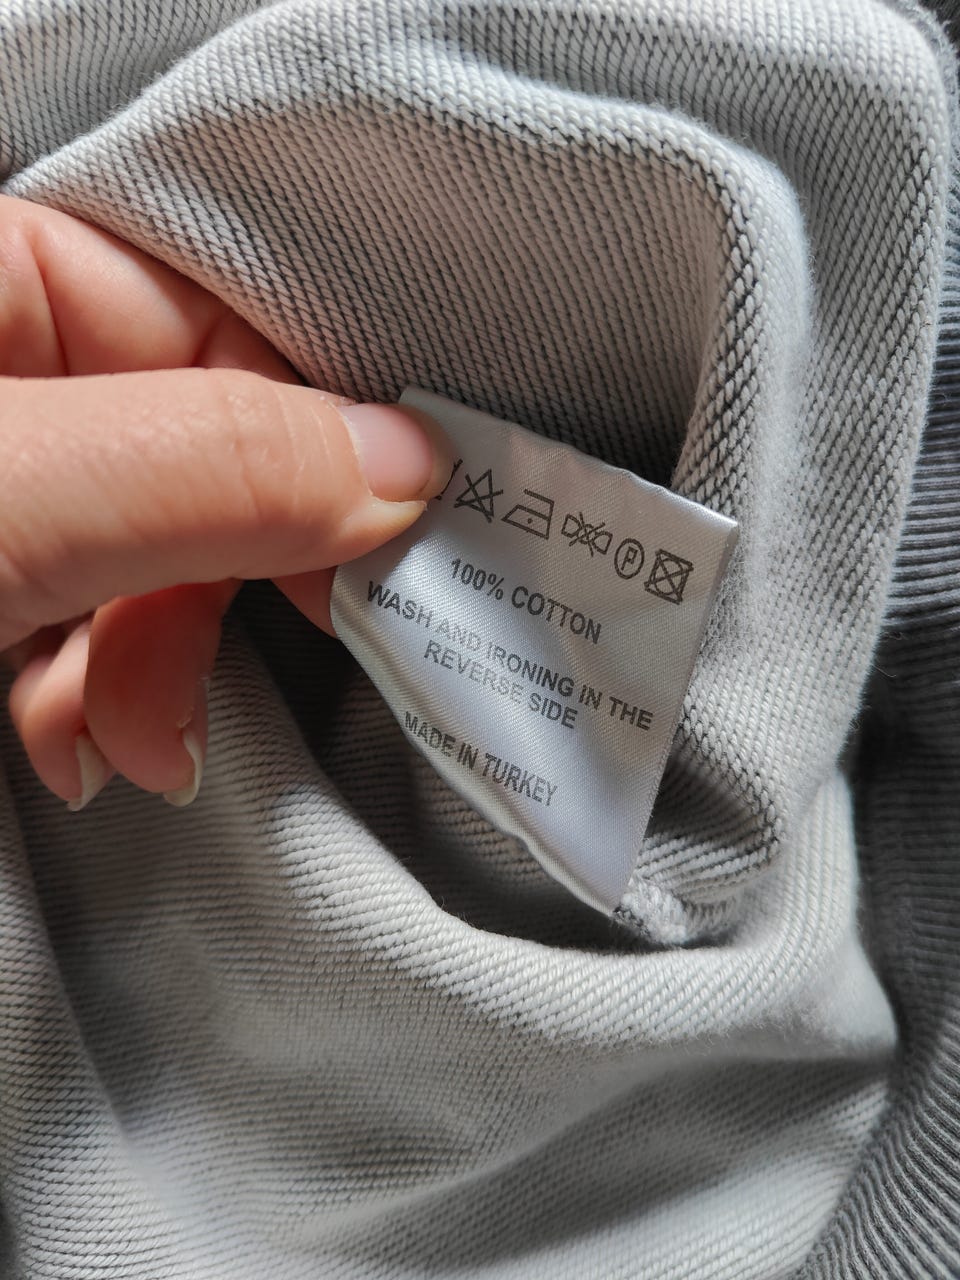 P
100% COTTON
WASH AND IRONING IN THE
REVERSE SIDE
MADE IN TURKEY